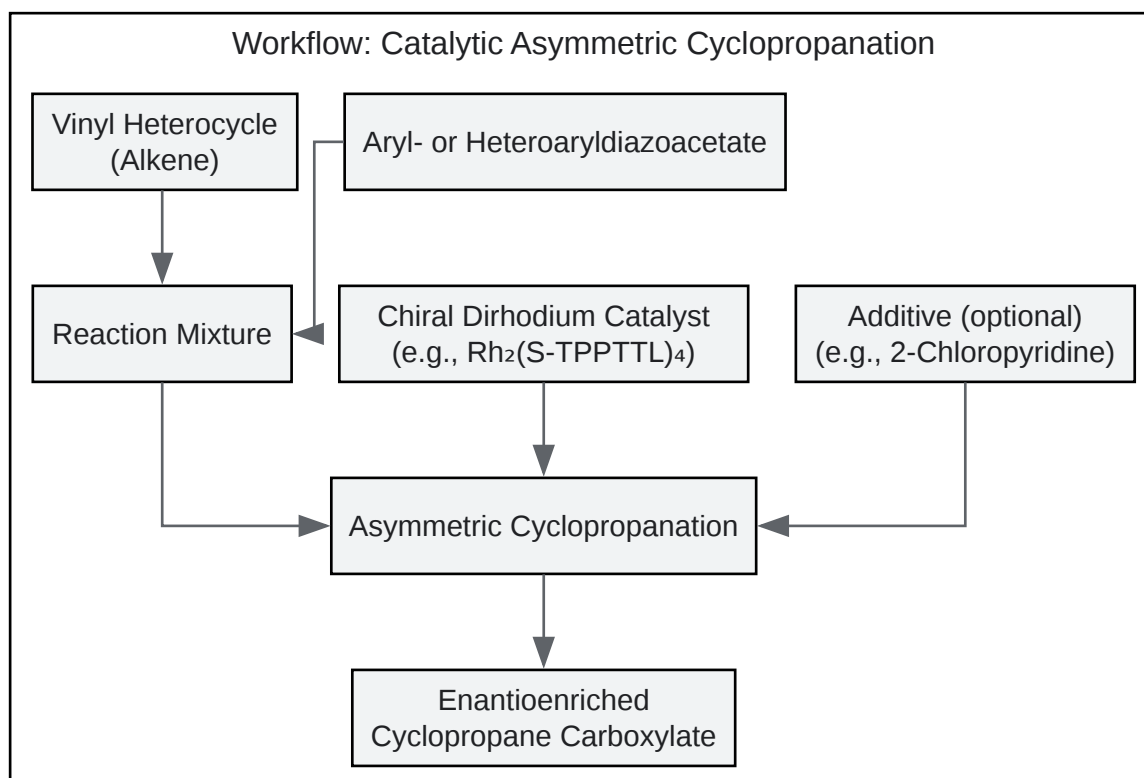 Workflow: Catalytic Asymmetric Cyclopropanation
Vinyl Heterocycle
(Alkene)
Aryl- or Heteroaryldiazoacetate
Reaction Mixture
Chiral Dirhodium Catalyst
(e.g., Rh₂(S-TPPTTL)₄)
Additive (optional)
(e.g., 2-Chloropyridine)
Asymmetric Cyclopropanation
Enantioenriched
Cyclopropane Carboxylate